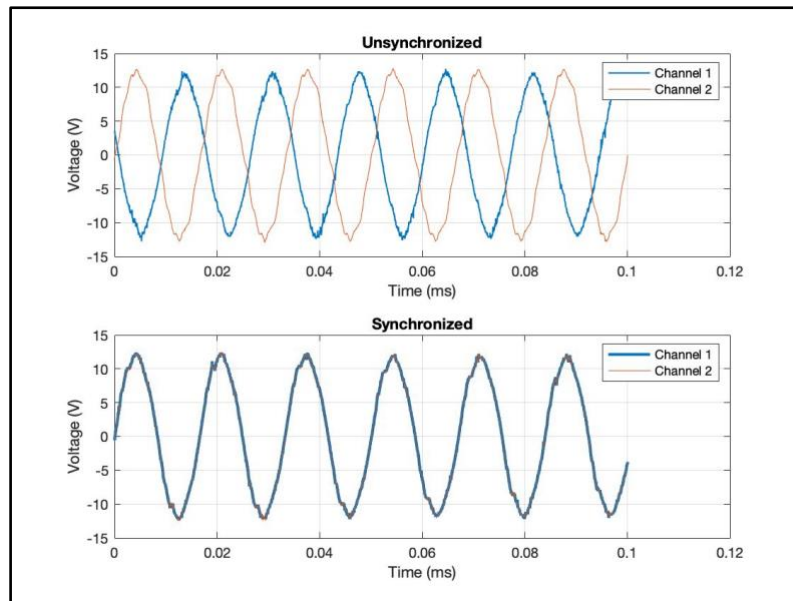 Unsynchronized
15
10
5
0
-5
-10
-15
Voltage (V)
Channel 1
Channel 2
0 0.02 0.04 0.06 0.08 0.1 0.12
Time (ms)
Synchronized
15
10
5
0
-5
-10
-15
Voltage (V)
Channel 1
Channel 2
0 0.02 0.04 0.06 0.08 0.1 0.12
Time (ms)